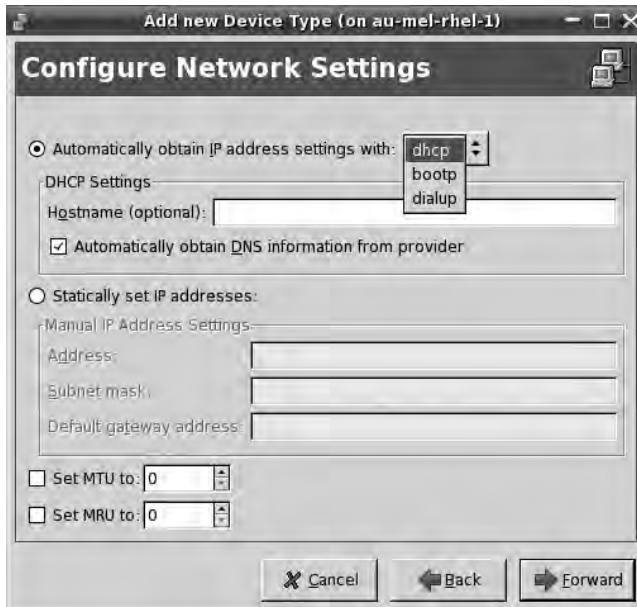 Add new Device Type (on au-mel-rhel-1)
Configure Network Settings
Automatically obtain IP address settings with: dhcp
bootp
dialup
DHCP Settings
Hostname (optional):
Automatically obtain DNS information from provider
Statically set IP addresses:
Manual IP Address Settings
Address:
Subnet mask:
Default gateway address:
Set MTU to: 0
Set MRU to: 0
Cancel Back Forward